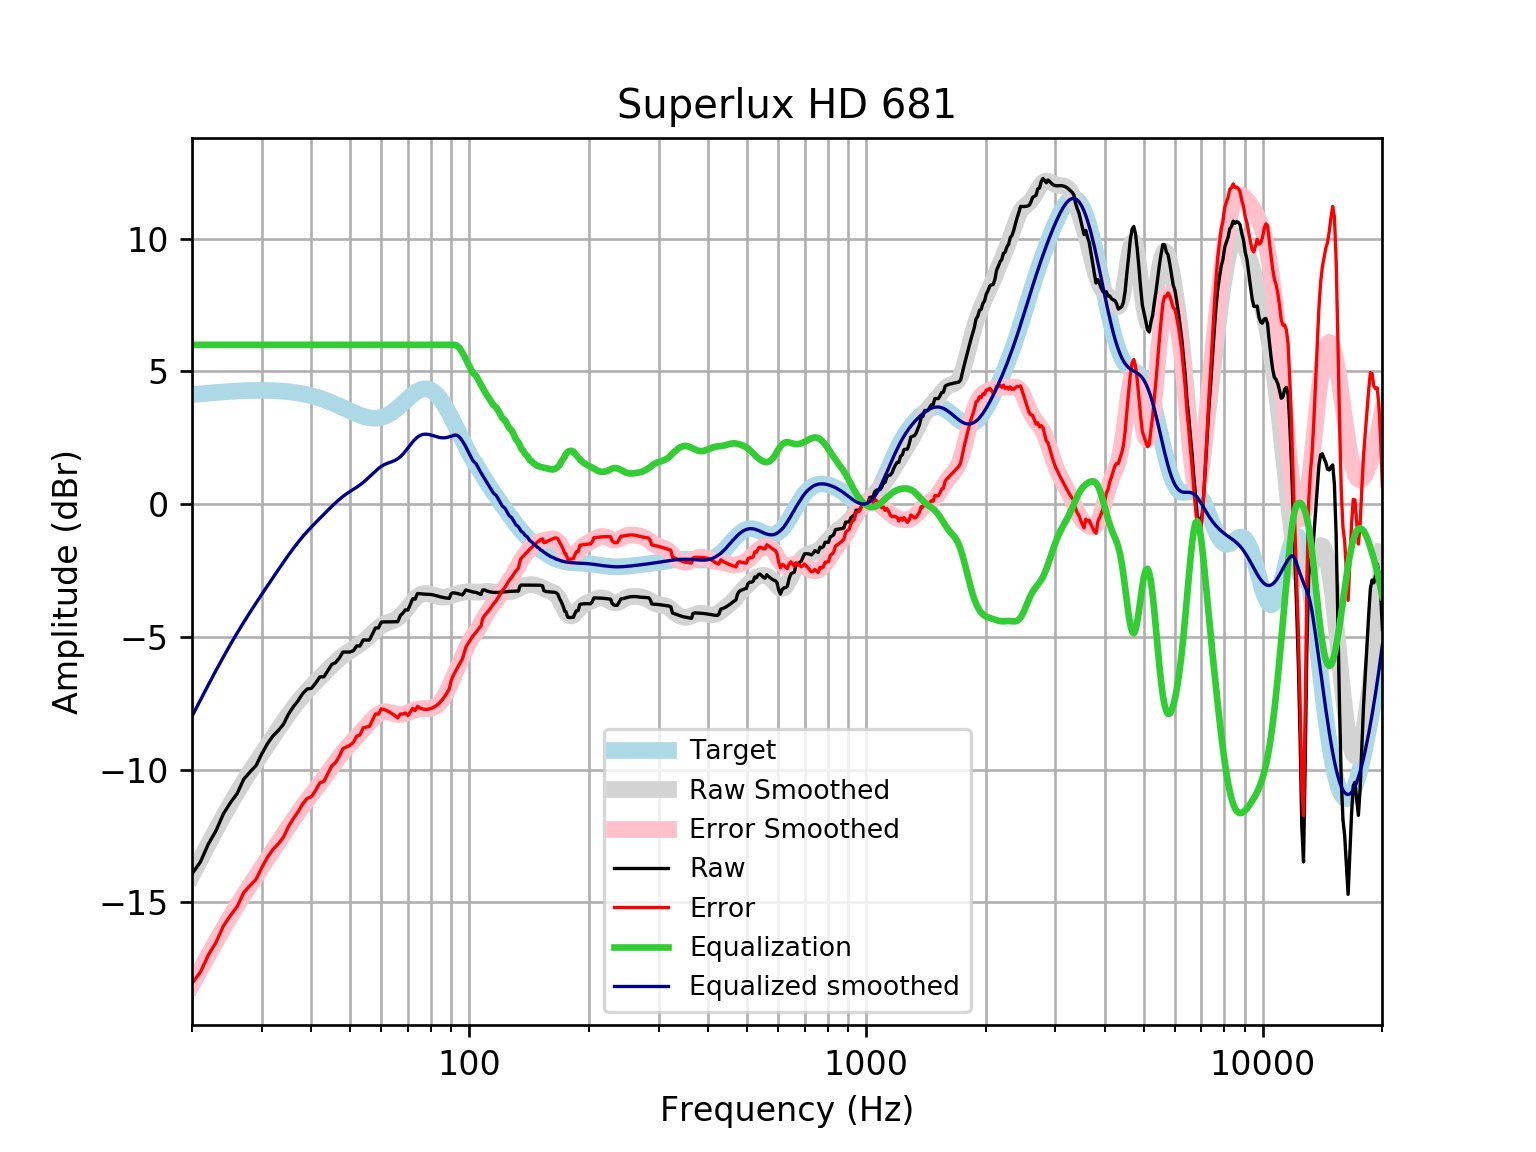 Superlux HD 681
Amplitude (dBr)
10
5
0
−5
−10
−15
Target
Raw Smoothed
Error Smoothed
Raw
Error
Equalization
Equalized smoothed
100
1000
10000
Frequency (Hz)